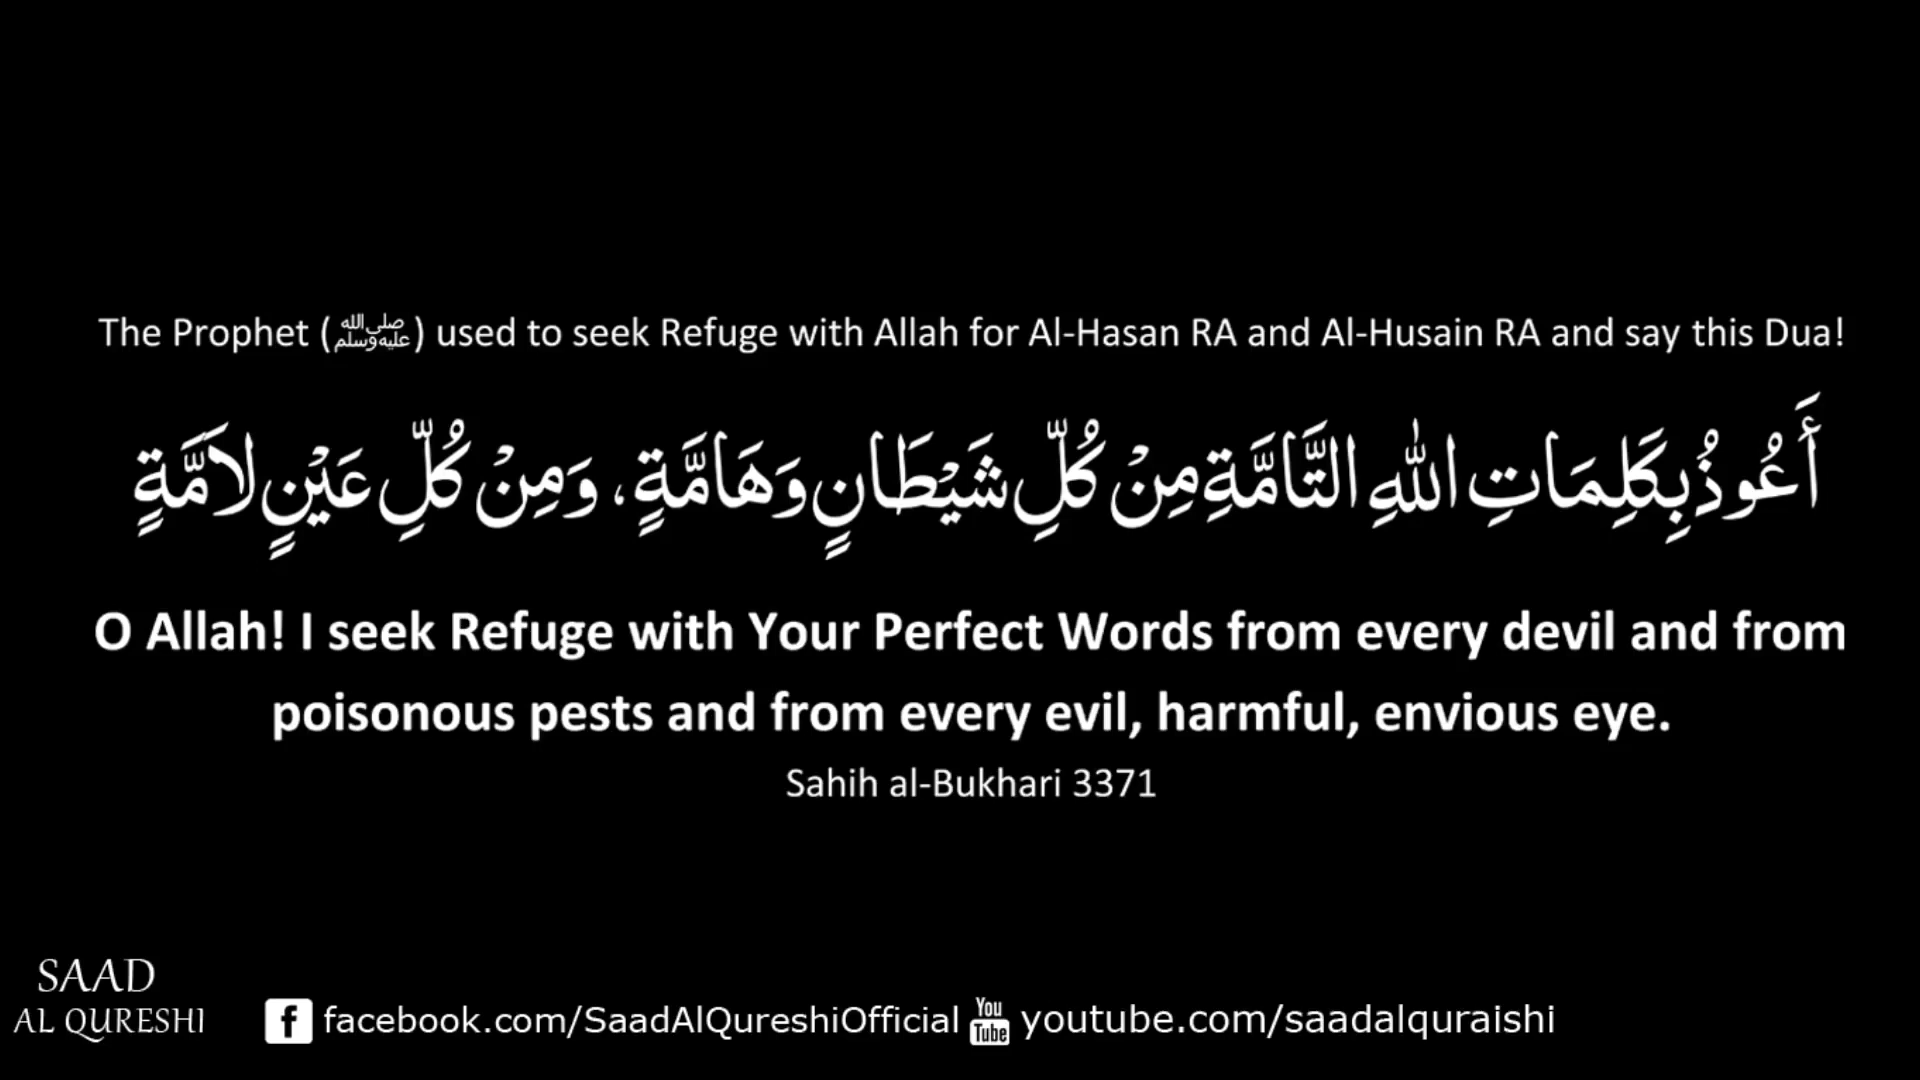 The Prophet (ﷺ) used to seek Refuge with Allah for Al-Hasan RA and Al-Husain RA and say this Dua!
أَعُوذُ بِكَلِمَاتِ اللهِ التَّامَّةِ مِنْ كُلِّ شَيْطَانٍ وَهَامَّةٍ، وَمِنْ كُلِّ عَيْنٍ لاَمَّةٍ
O Allah! I seek Refuge with Your Perfect Words from every devil and from
poisonous pests and from every evil, harmful, envious eye.
Sahih al-Bukhari 3371
SAAD
AL QURESHI
f facebook.com/SaadAlQureshiOfficial You Tube youtube.com/saadalquraishi